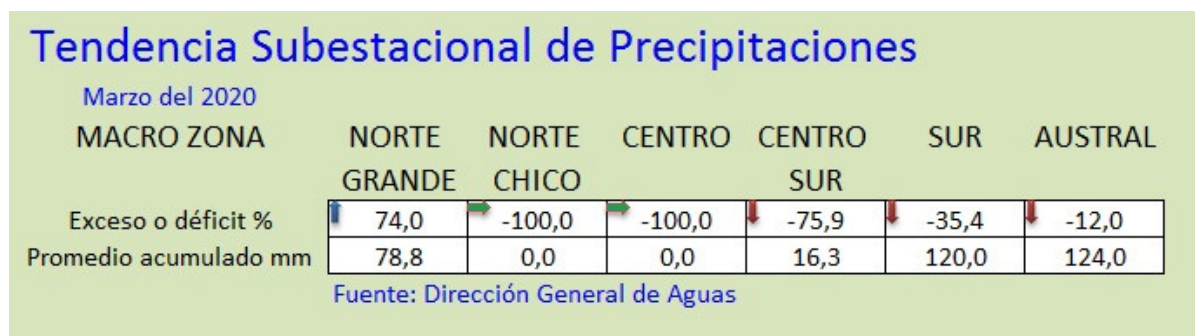 Tendencia Subestacional de Precipitaciones
Marzo del 2020
MACRO ZONA NORTE NORTE CENTRO CENTRO SUR AUSTRAL
GRANDE CHICO SUR
Exceso o déficit % 74,0 -100,0 -100,0 -75,9 -35,4 -12,0
Promedio acumulado mm 78,8 0,0 0,0 16,3 120,0 124,0
Fuente: Dirección General de Aguas